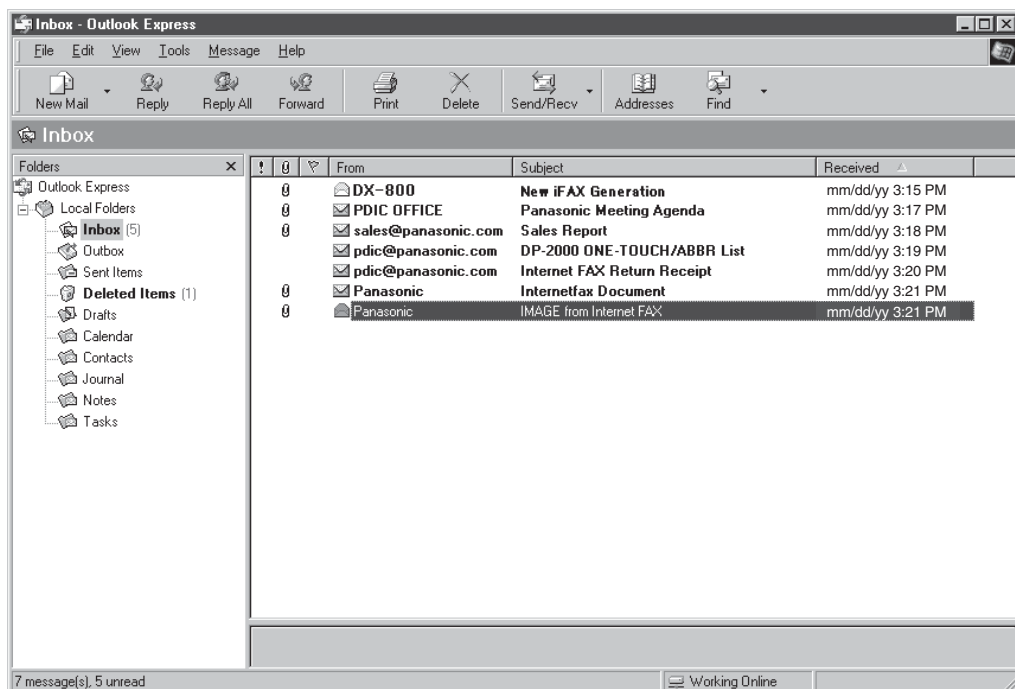 Inbox - Outlook Express
File Edit View Tools Message Help
New Mail Reply Reply All Forward Print Delete Send/Recv Addresses Find
Inbox
Folders
Outlook Express
Local Folders
Inbox (5)
Outbox
Sent Items
Deleted Items (1)
Drafts
Calendar
Contacts
Journal
Notes
Tasks
! From Subject Received
DX-800 New iFAX Generation mm/dd/yy 3:15 PM
PDIC OFFICE Panasonic Meeting Agenda mm/dd/yy 3:17 PM
sales@panasonic.com Sales Report mm/dd/yy 3:18 PM
pdic@panasonic.com DP-2000 ONE-TOUCH/ABBR List mm/dd/yy 3:19 PM
pdic@panasonic.com Internet FAX Return Receipt mm/dd/yy 3:20 PM
Panasonic Internetfax Document mm/dd/yy 3:21 PM
Panasonic IMAGE from Internet FAX mm/dd/yy 3:21 PM
7 message(s), 5 unread Working Online